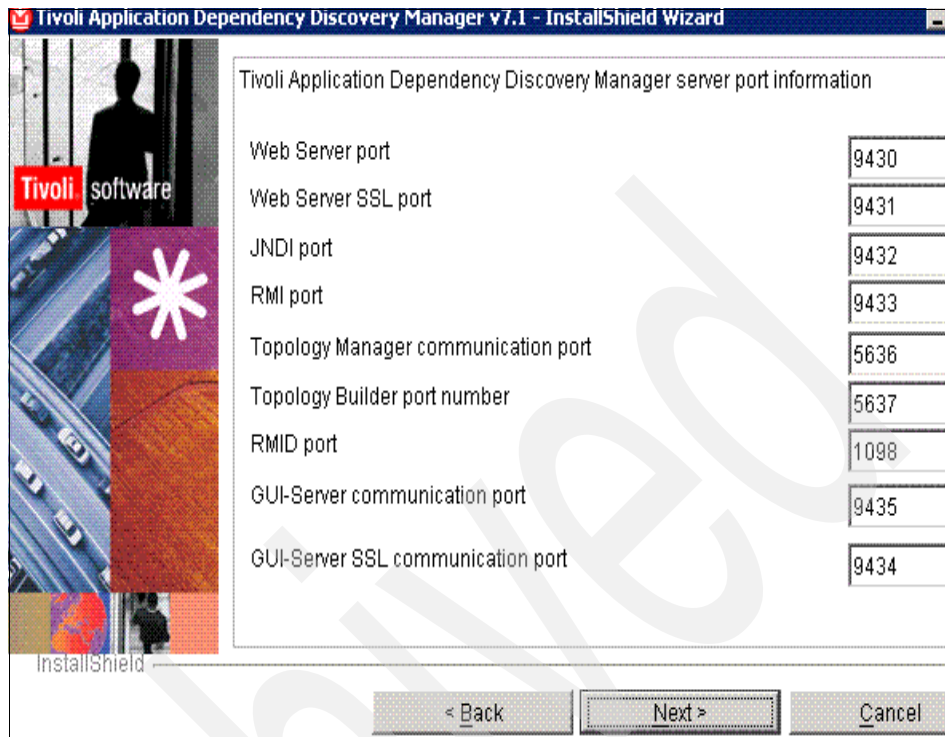 Tivoli Application Dependency Discovery Manager v7.1 - InstallShield Wizard
Tivoli Application Dependency Discovery Manager server port information
Web Server port 9430
Web Server SSL port 9431
JNDI port 9432
RMI port 9433
Topology Manager communication port 5636
Topology Builder port number 5637
RMID port 1098
GUI-Server communication port 9435
GUI-Server SSL communication port 9434
Tivoli. software
InstallShield
< Back Next > Cancel